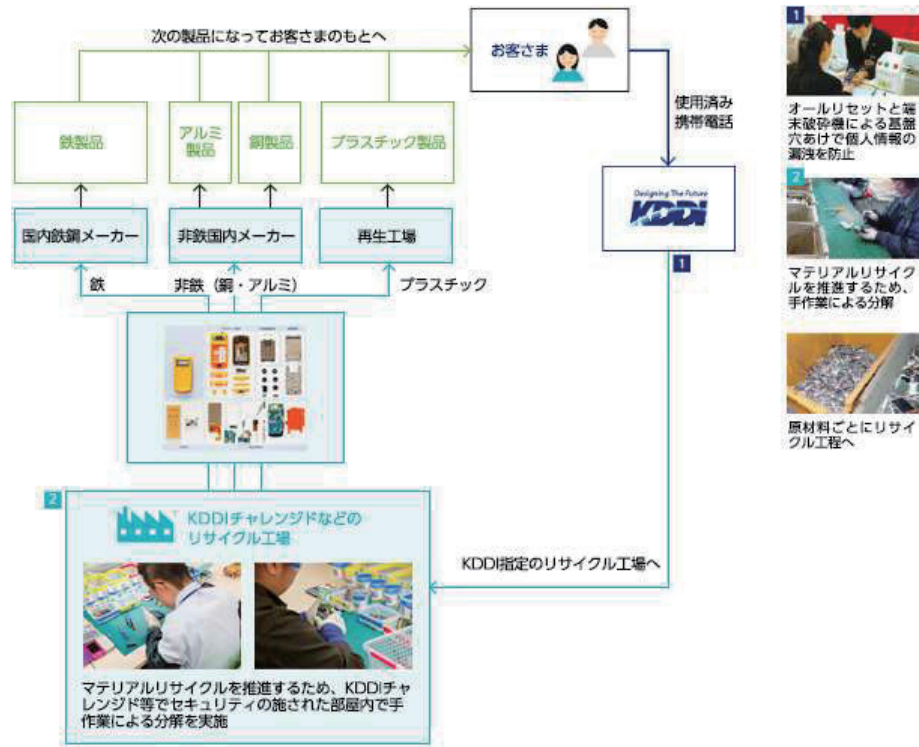 次の製品になってお客さまのもとへ
お客さま
使用済み
携帯電話
鉄製品
アルミ
製品
銅製品
プラスチック製品
国内鉄鋼メーカー
非鉄国内メーカー
再生工場
Designing The Future
KDDI
1
鉄
非鉄（銅・アルミ）
プラスチック
2
KDDIチャレンジドなどの
リサイクル工場
KDDI指定のリサイクル工場へ
マテリアルリサイクルを推進するため、KDDIチャ
レンジド等でセキュリティの施された部屋内で手
作業による分解を実施
1
オールリセットと端
末破砕機による基盤
穴あけで個人情報の
漏洩を防止
2
マテリアルリサイク
ルを推進するため、
手作業による分解
原材料ごとにリサイ
クル工程へ